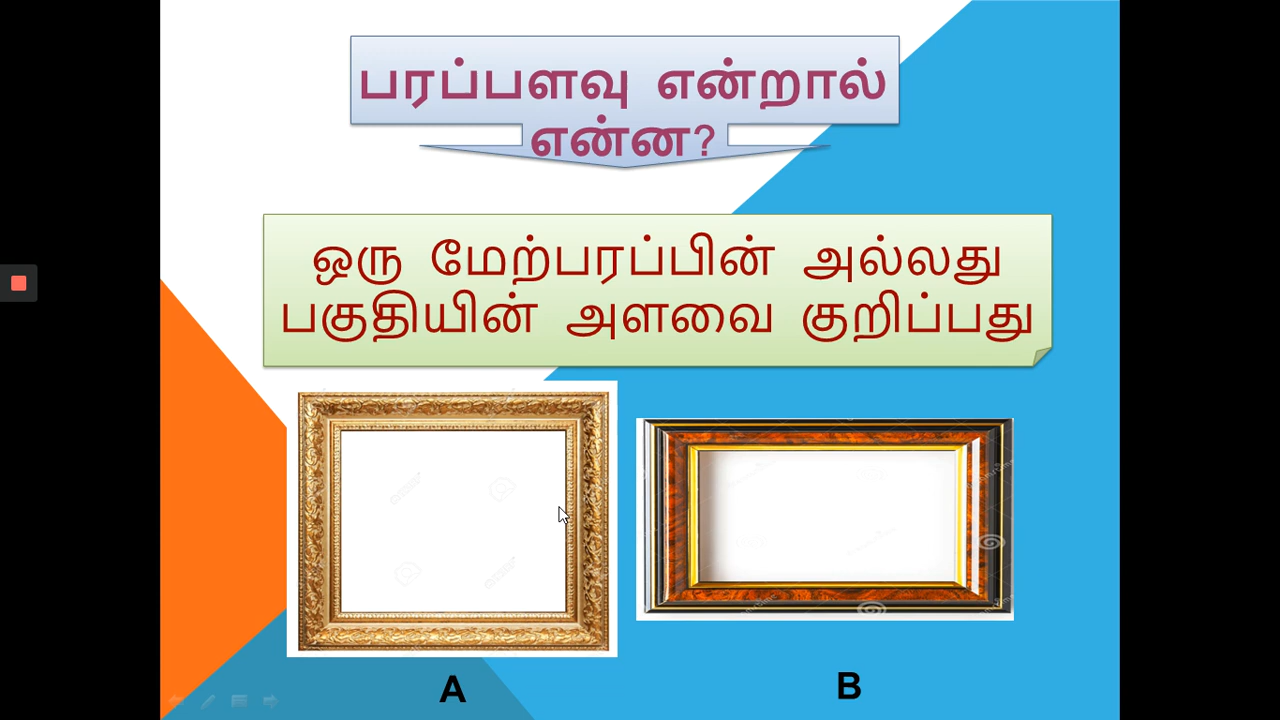 பரப்பளவு என்றால்
என்ன?
ஒரு மேற்பரப்பின் அல்லது
பகுதியின் அளவை குறிப்பது
A
B